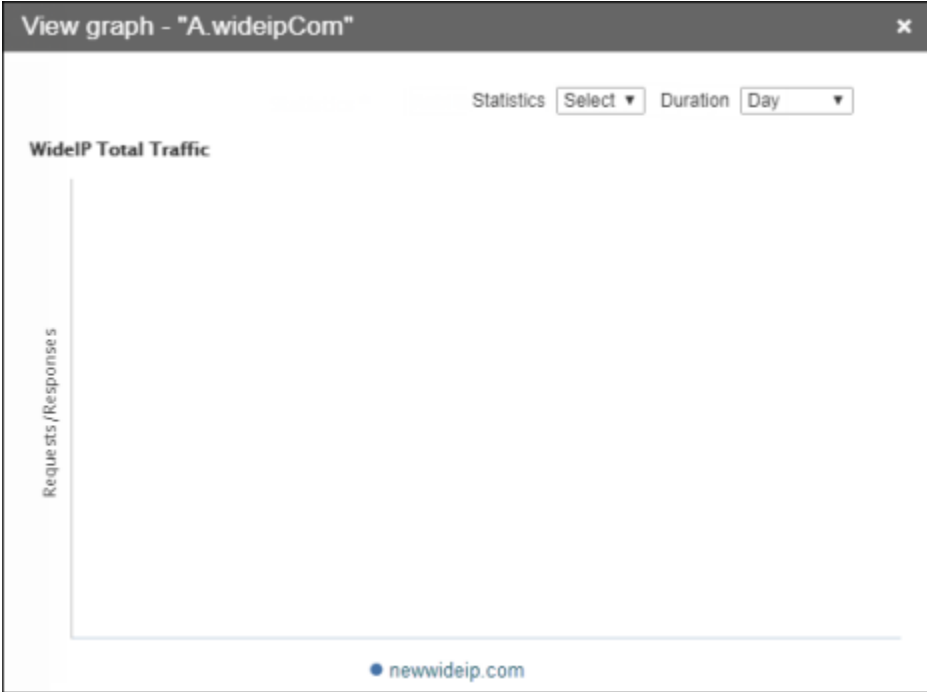 View graph - "A.wideipCom" ×
Statistics Select ▼ Duration Day ▼
WideIP Total Traffic
Requests/Responses
newwideip.com